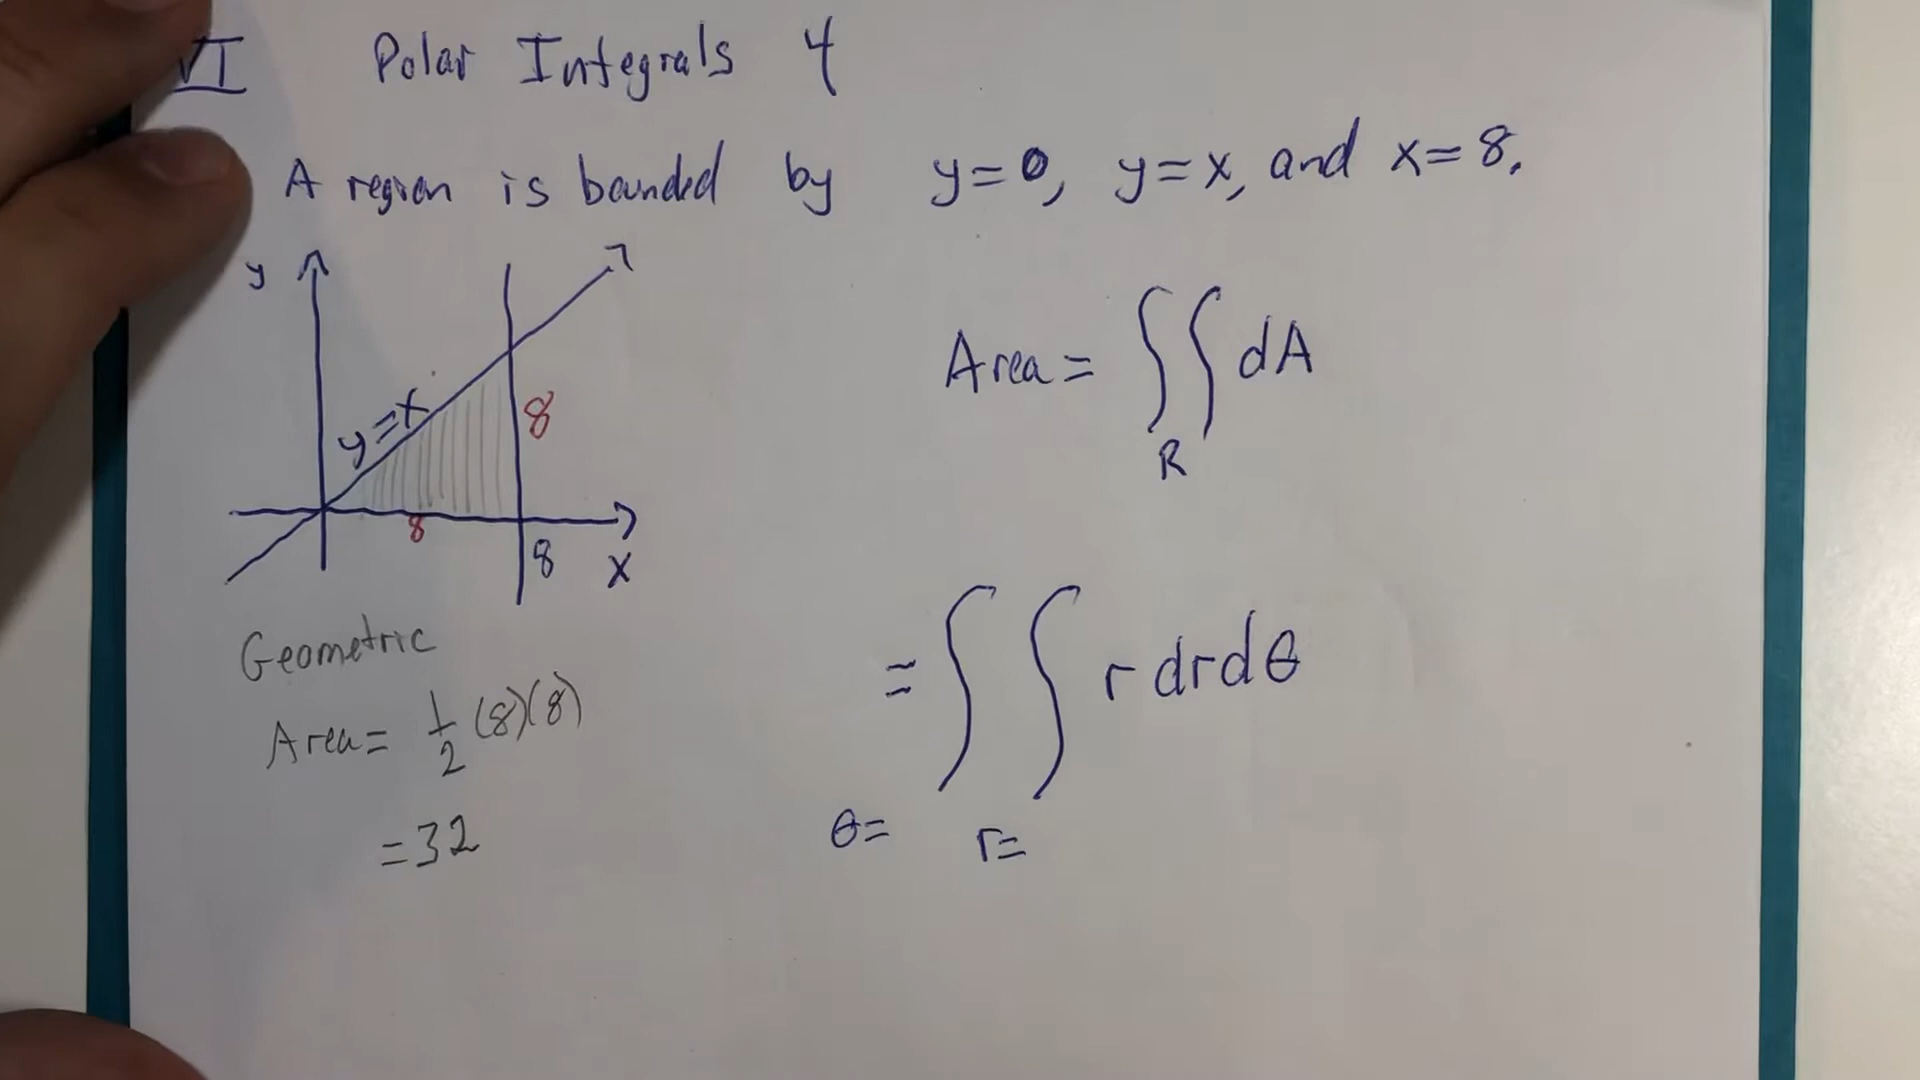 VI Polar Integrals 4
A region is bounded by y=0, y=x, and x=8.
y
y=x
8
8
8
x
Area = ∫∫ dA
R
Geometric
Area = 1/2 (8)(8)
= 32
= ∫ ∫ r dr dθ
θ= r=